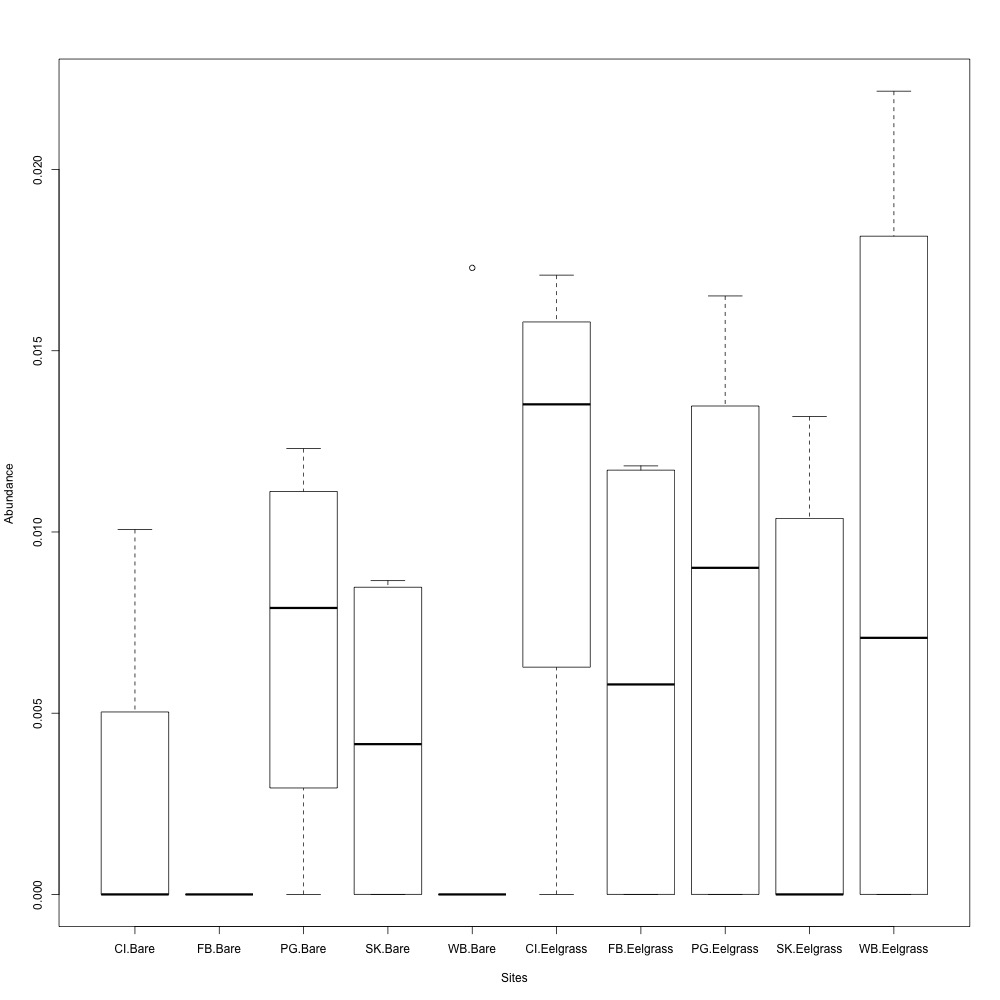 Abundance
0.020
0.015
0.010
0.005
0.000
CI.Bare FB.Bare PG.Bare SK.Bare WB.Bare CI.Eelgrass FB.Eelgrass PG.Eelgrass SK.Eelgrass WB.Eelgrass
Sites